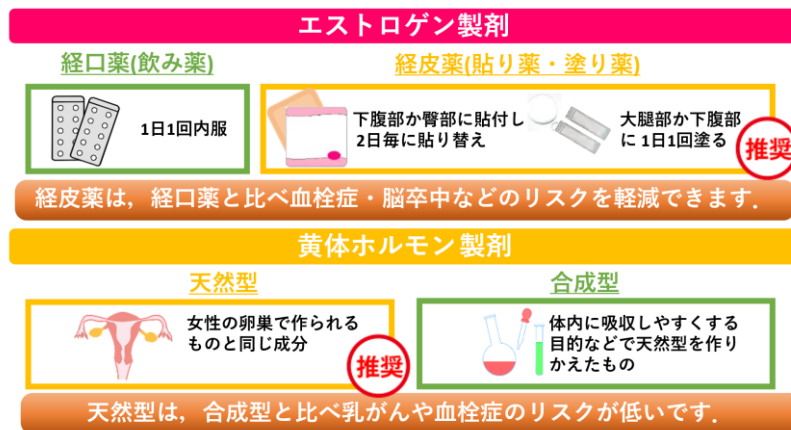 エストロゲン製剤
経口薬(飲み薬)
1日1回内服
経皮薬(貼り薬・塗り薬)
下腹部か臀部に貼付し
2日毎に貼り替え
大腿部か下腹部
に 1日1回塗る
推奨
経皮薬は，経口薬と比べ血栓症・脳卒中などのリスクを軽減できます．
黄体ホルモン製剤
天然型
女性の卵巣で作られる
ものと同じ成分
推奨
合成型
体内に吸収しやすくする
目的などで天然型を作り
かえたもの
天然型は，合成型と比べ乳がんや血栓症のリスクが低いです．